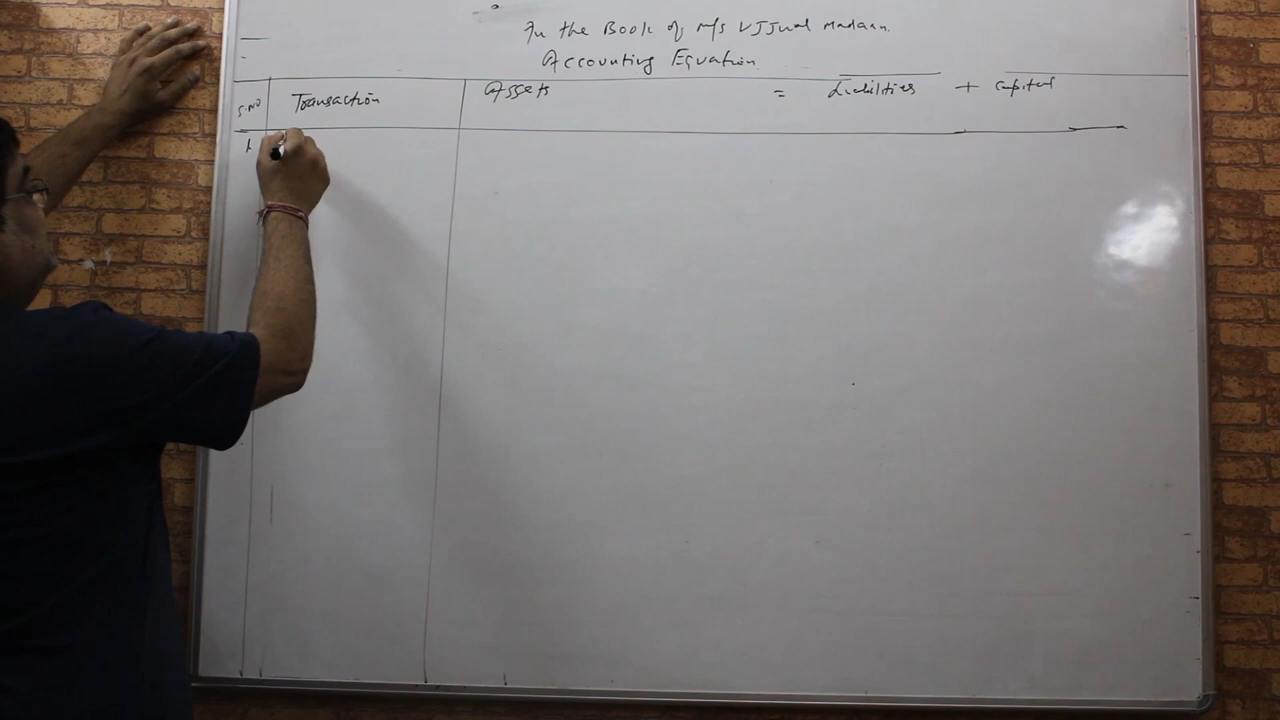 In the Book of M/s Ujjwal Madaan.
Accounting Equation
S.NO Transaction Assets = Liabilities + Capital
1.